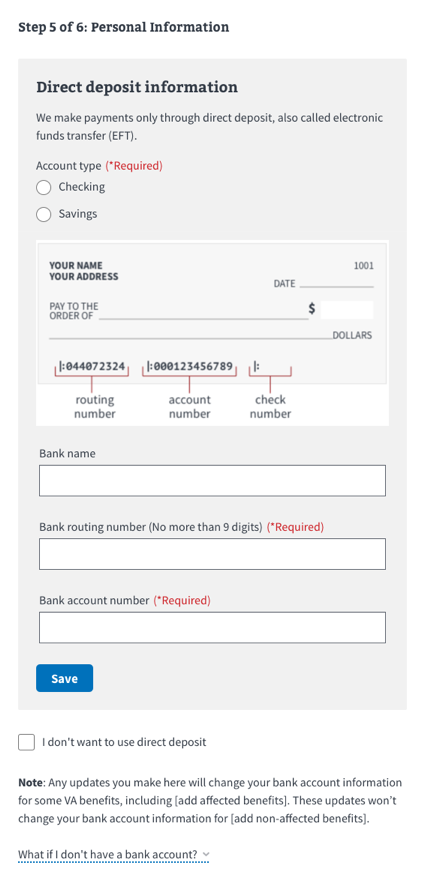 Step 5 of 6: Personal Information
Direct deposit information
We make payments only through direct deposit, also called electronic
funds transfer (EFT).
Account type (*Required)
Checking
Savings
YOUR NAME
YOUR ADDRESS
1001
DATE
PAY TO THE
ORDER OF
$
DOLLARS
|:044072324 |:000123456789 |:
routing
number
account
number
check
number
Bank name
Bank routing number (No more than 9 digits) (*Required)
Bank account number (*Required)
Save
I don't want to use direct deposit
Note: Any updates you make here will change your bank account information
for some VA benefits, including [add affected benefits]. These updates won't
change your bank account information for [add non-affected benefits].
What if I don't have a bank account?